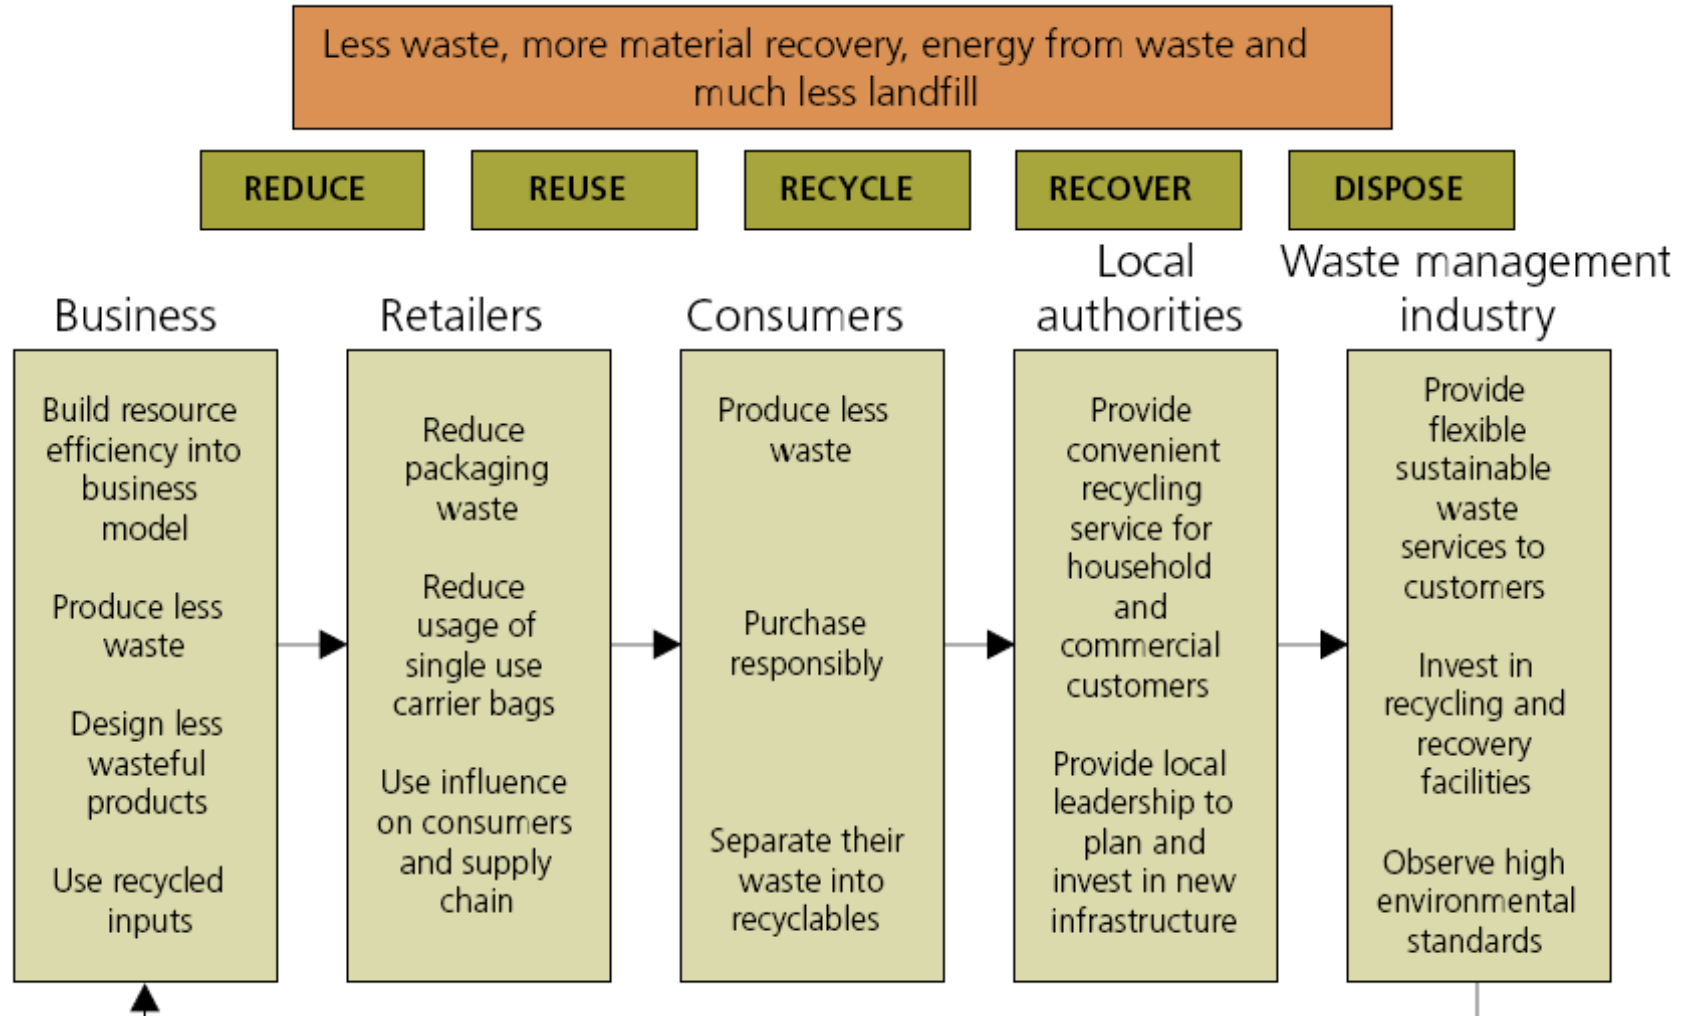 Less waste, more material recovery, energy from waste and
much less landfill
REDUCE
REUSE
RECYCLE
RECOVER
DISPOSE
Business
Build resource
efficiency into
business
model
Produce less
waste
Design less
wasteful
products
Use recycled
inputs
Retailers
Reduce
packaging
waste
Reduce
usage of
single use
carrier bags
Use influence
on consumers
and supply
chain
Consumers
Produce less
waste
Purchase
responsibly
Separate their
waste into
recyclables
Local
authorities
Provide
convenient
recycling
service for
household
and
commercial
customers
Provide local
leadership to
plan and
invest in new
infrastructure
Waste management
industry
Provide
flexible
sustainable
waste
services to
customers
Invest in
recycling and
recovery
facilities
Observe high
environmental
standards